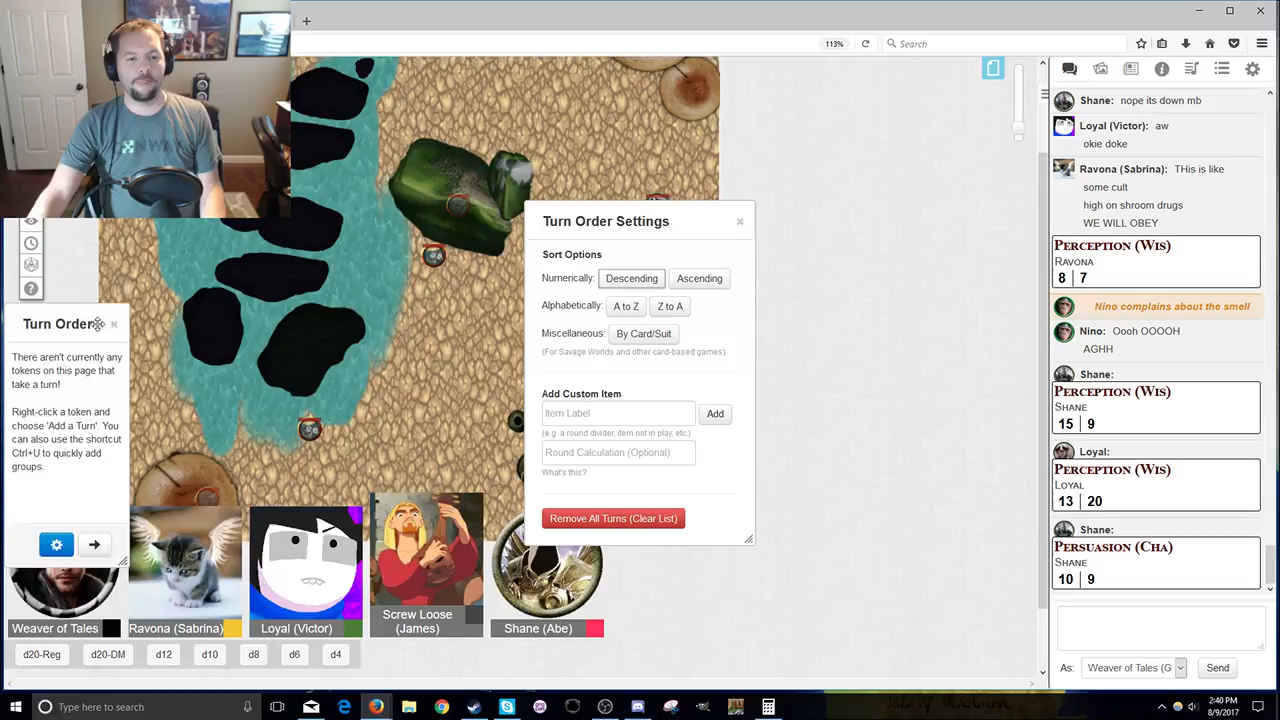 113%
Search
Shane: nope its down mb
Loyal (Victor): aw
okie doke
Ravona (Sabrina): THis is like
some cult
high on shroom drugs
WE WILL OBEY
PERCEPTION (WIS)
RAVONA
8 | 7
Nino complains about the smell
Nino: Oooh OOOOH
AGHH
Shane:
PERCEPTION (WIS)
SHANE
15 | 9
Loyal:
PERCEPTION (WIS)
LOYAL
13 | 20
Shane:
PERSUASION (CHA)
SHANE
10 | 9
As: Weaver of Tales (G
Send
Turn Order Settings
Sort Options
Numerically: Descending Ascending
Alphabetically: A to Z Z to A
Miscellaneous: By Card/Suit
(For Savage Worlds and other card-based games)
Add Custom Item
Item Label Add
(e.g. a round divider, item not in play, etc.)
Round Calculation (Optional)
What's this?
Remove All Turns (Clear List)
Turn Order
There aren't currently any
tokens on this page that
take a turn!
Right-click a token and
choose 'Add a Turn'. You
can also use the shortcut
Ctrl+U to quickly add
groups.
Weaver of Tales
Ravona (Sabrina)
Loyal (Victor)
Screw Loose
(James)
Shane (Abe)
d20-Reg d20-DM d12 d10 d8 d6 d4
Type here to search
2:40 PM
8/9/2017